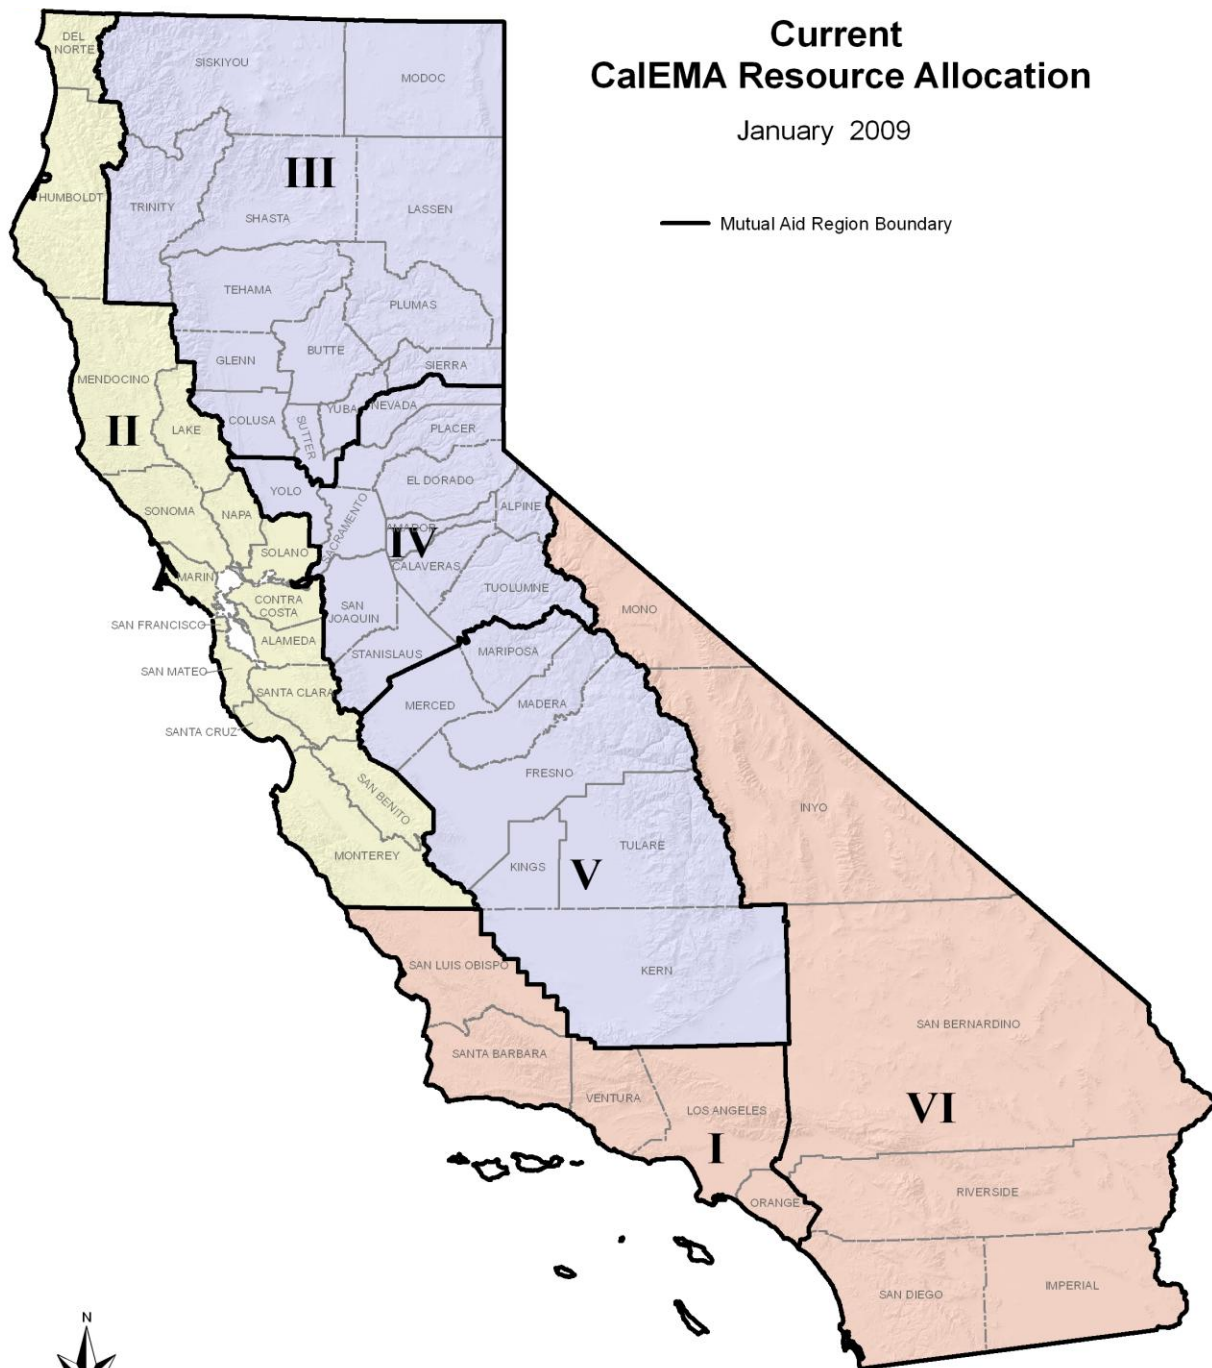 Current
CalEMA Resource Allocation
January 2009
Mutual Aid Region Boundary
DEL
NORTE
SISKIYOU
MODOC
III
HUMBOLDT
TRINITY
SHASTA
LASSEN
TEHAMA
PLUMAS
GLENN
BUTTE
SIERRA
MENDOCINO
II
LAKE
COLUSA
SUTTER
YUBA
NEVADA
PLACER
YOLO
EL DORADO
SONOMA
NAPA
SACRAMENTO
ALPINE
AMADOR
IV
SOLANO
CALAVERAS
MARIN
CONTRA
COSTA
TUOLUMNE
MONO
SAN
JOAQUIN
SAN FRANCISCO
ALAMEDA
STANISLAUS
MARIPOSA
SAN MATEO
SANTA CLARA
MERCED
MADERA
SANTA CRUZ
FRESNO
SAN BENITO
INYO
MONTEREY
KINGS
TULARE
V
SAN LUIS OBISPO
KERN
SAN BERNARDINO
SANTA BARBARA
VENTURA
LOS ANGELES
I
VI
ORANGE
RIVERSIDE
SAN DIEGO
IMPERIAL
N